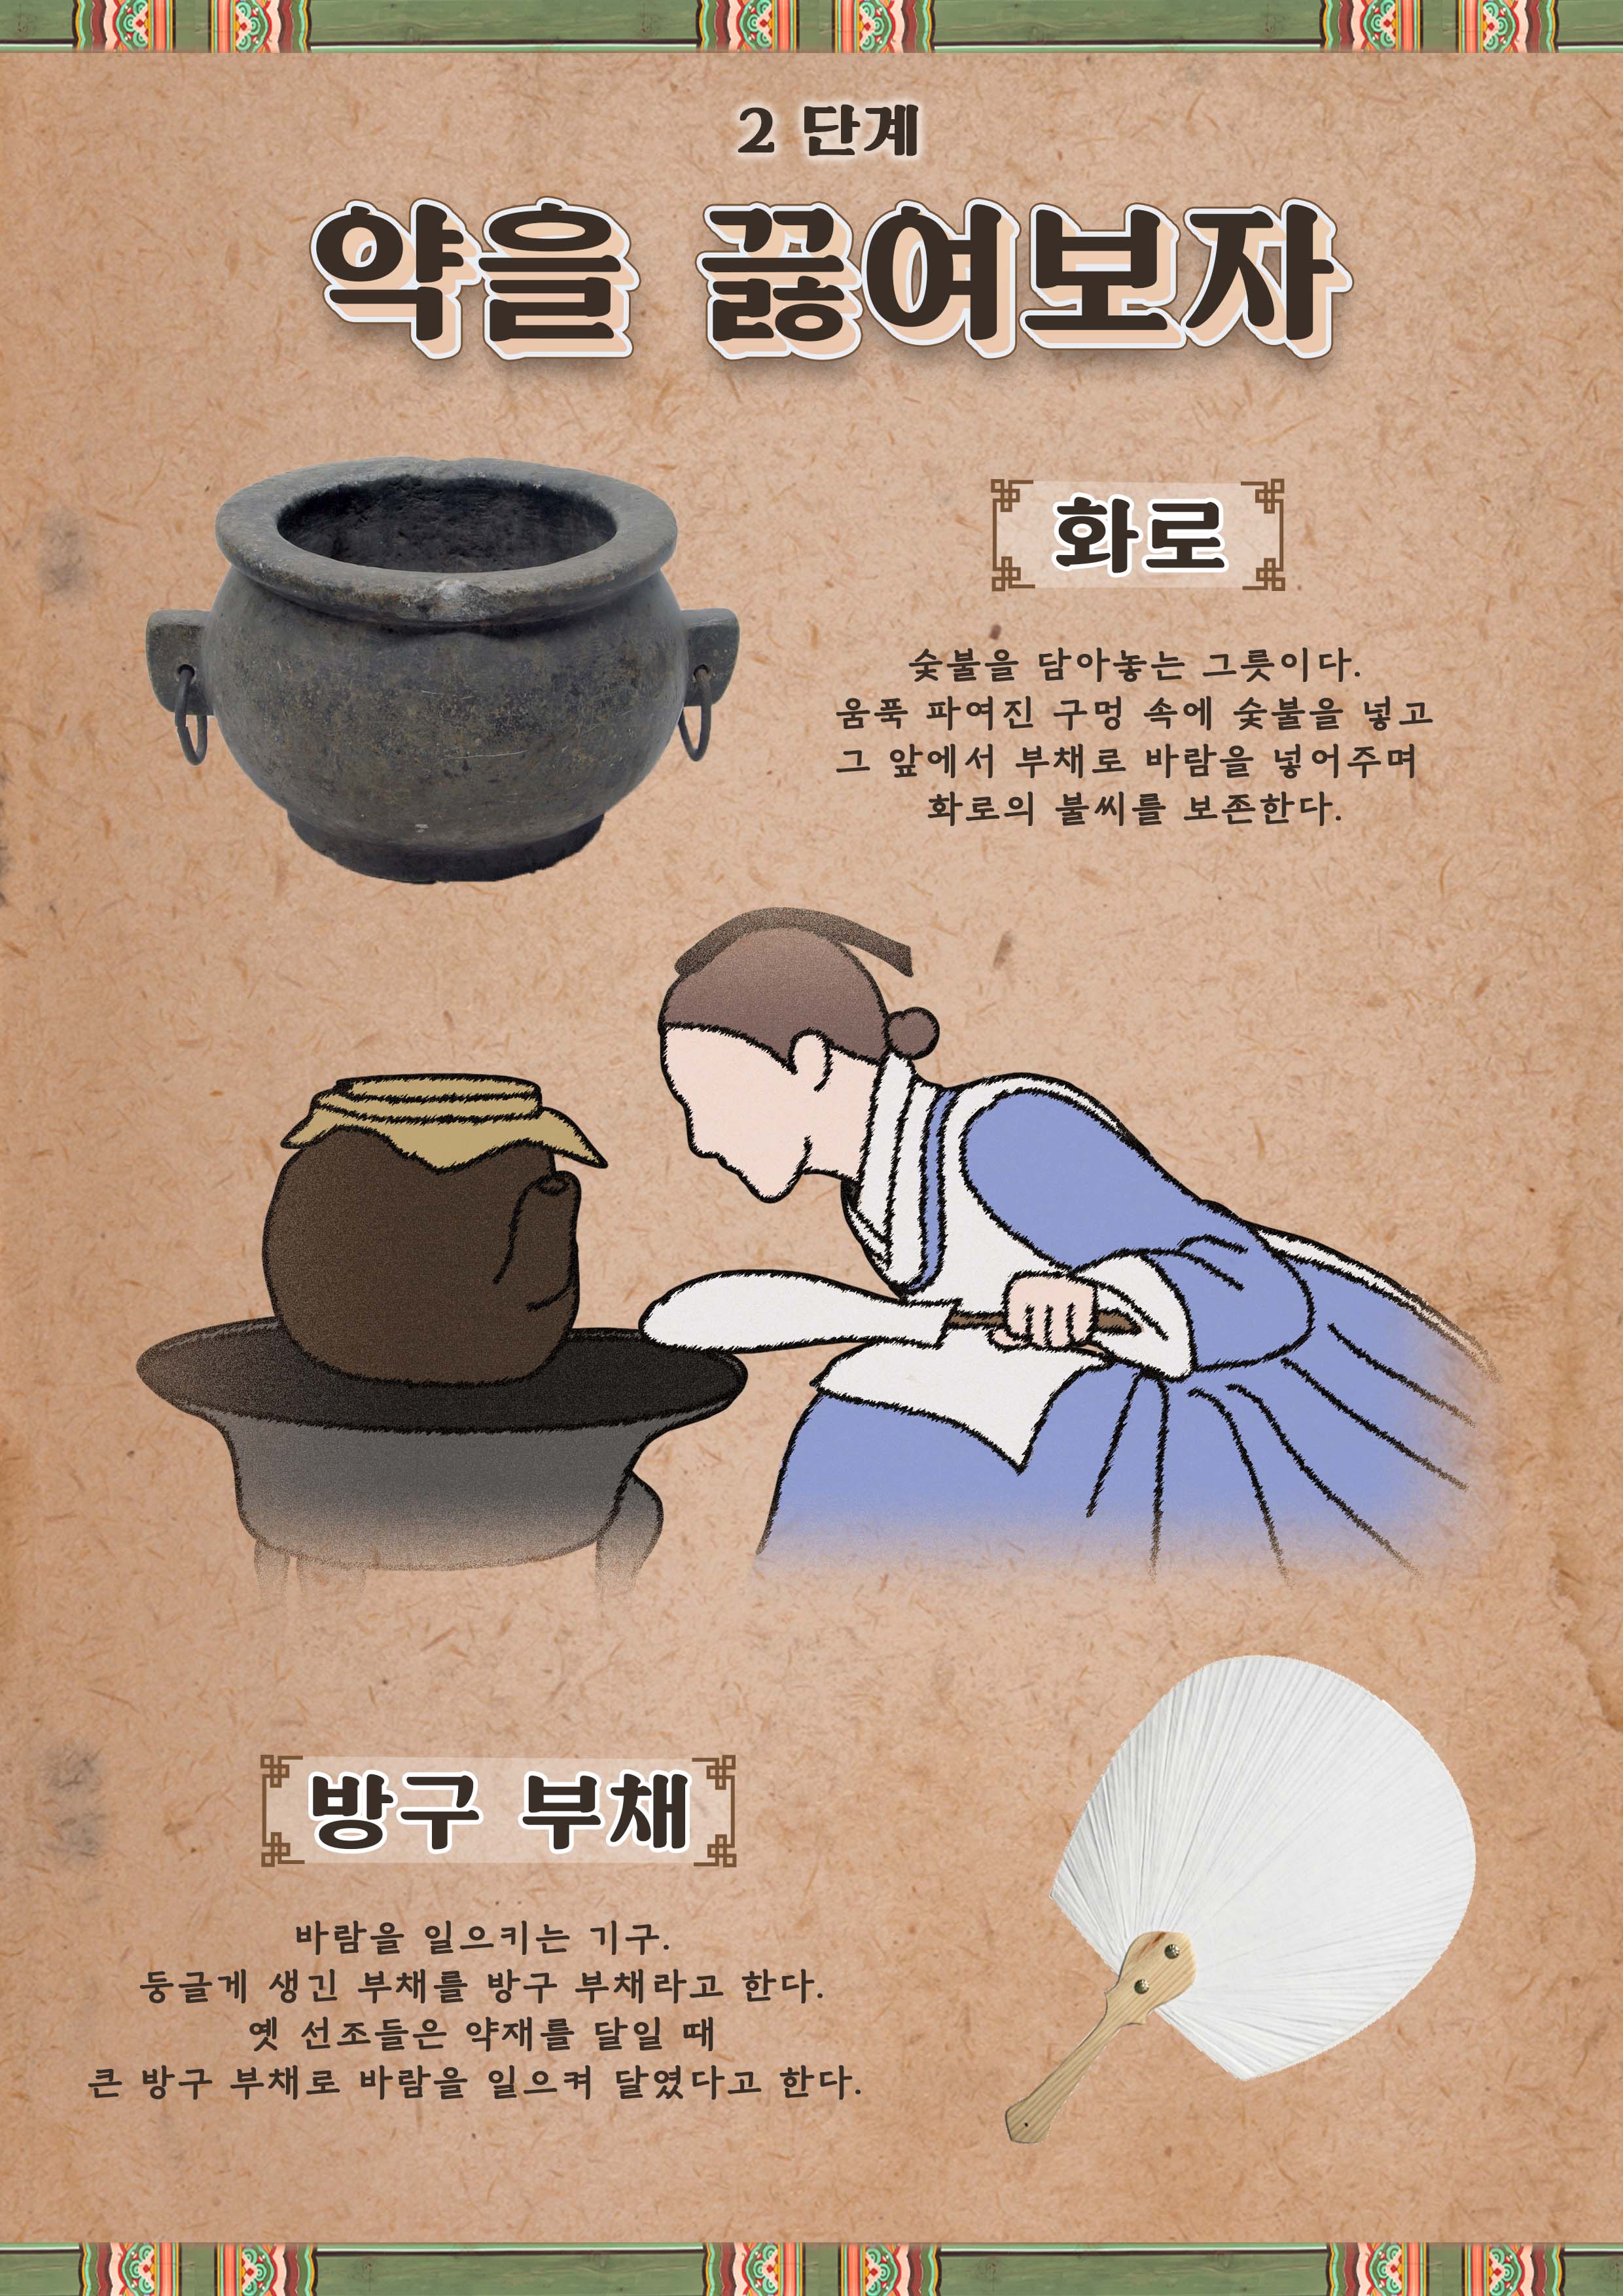 2 단계
약을 끓여보자
화로
숯불을 담아놓는 그릇이다.
움푹 파여진 구멍 속에 숯불을 넣고
그 앞에서 부채로 바람을 넣어주며
화로의 불씨를 보존한다.
방구 부채
바람을 일으키는 기구.
둥글게 생긴 부채를 방구 부채라고 한다.
옛 선조들은 약재를 달일 때
큰 방구 부채로 바람을 일으켜 달였다고 한다.